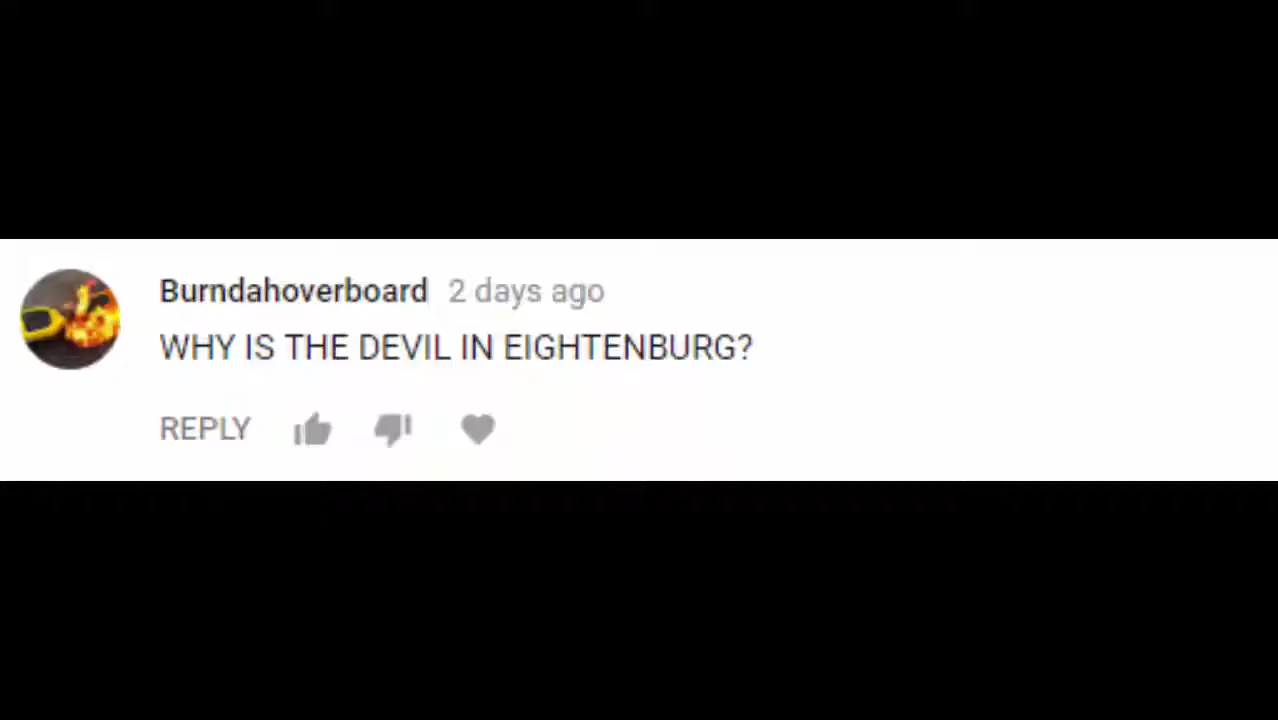 Burndahoverboard 2 days ago
WHY IS THE DEVIL IN EIGHTENBURG?
REPLY